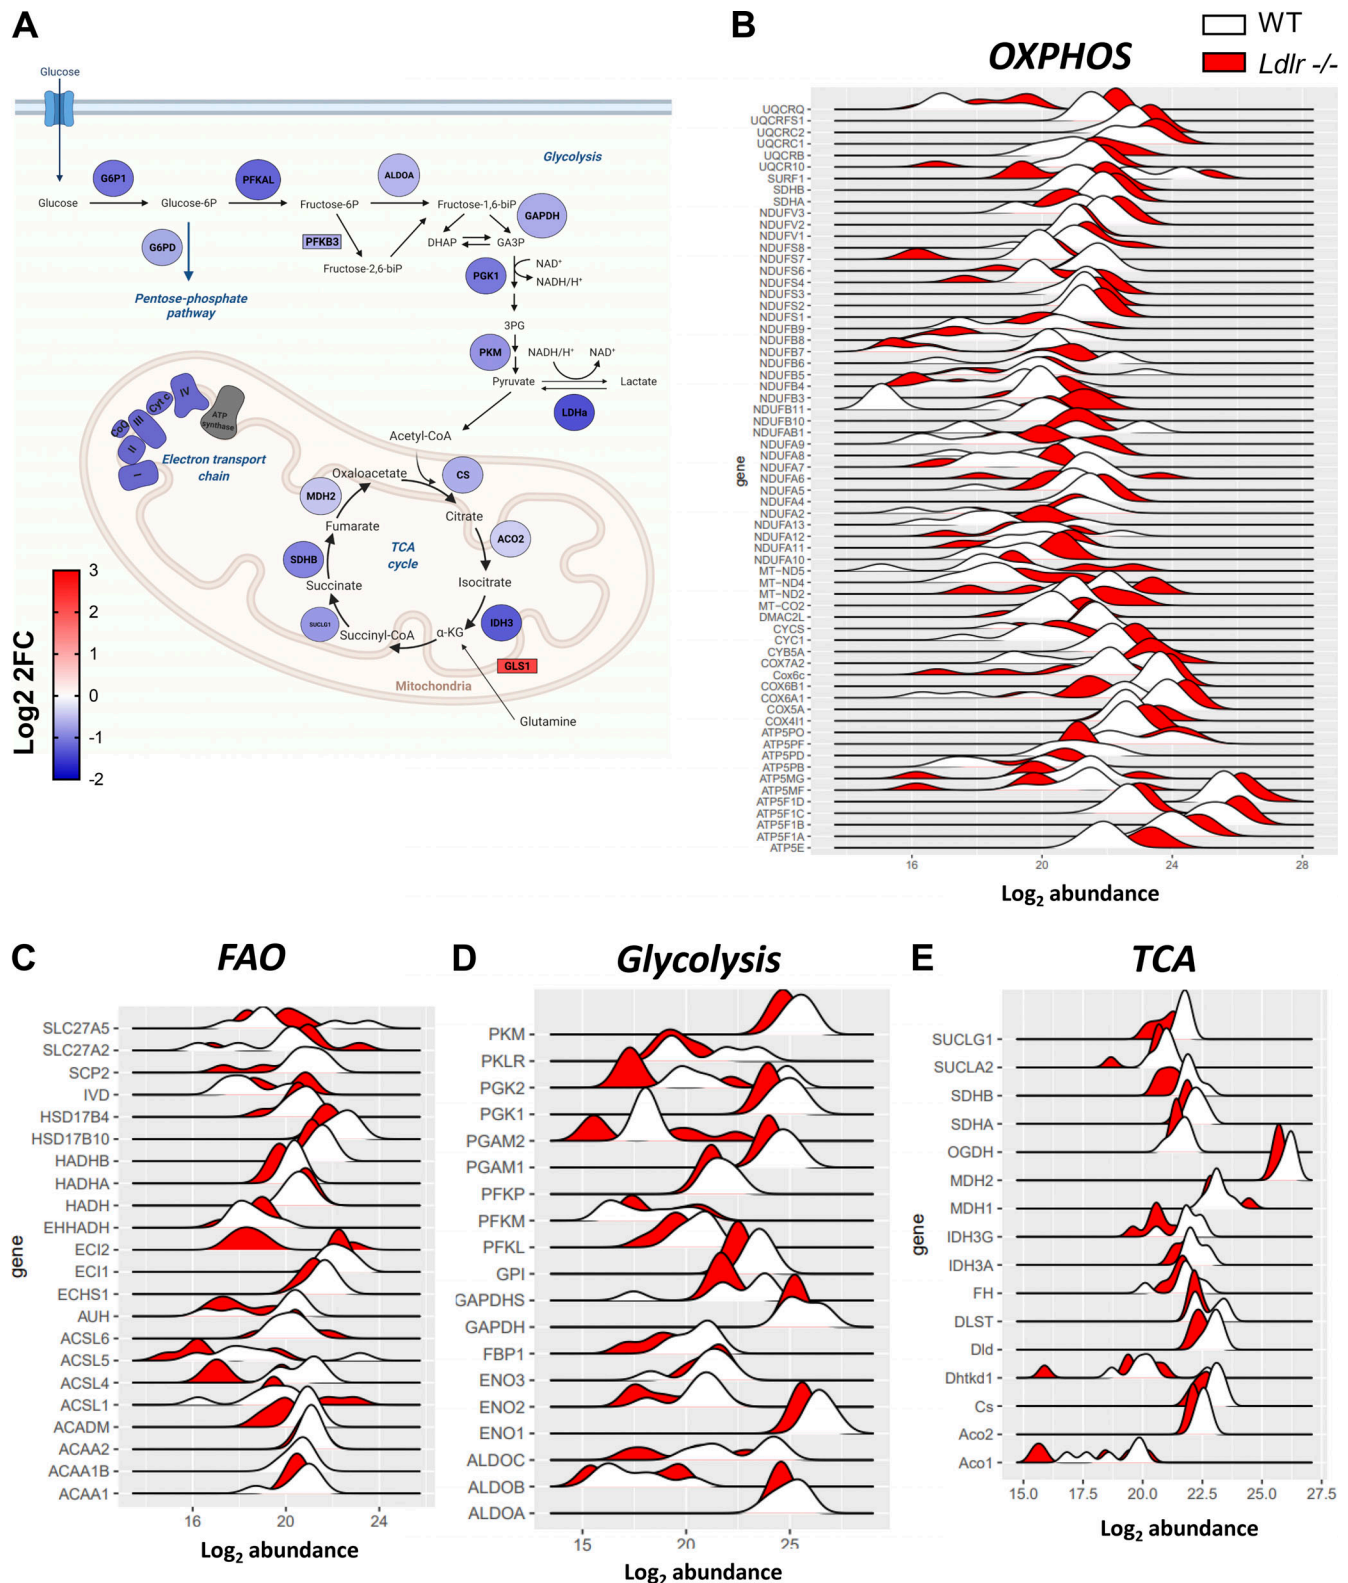 A
Glucose
Glycolysis
G6P1
PFKAL
ALDOA
Glucose
Glucose-6P
Fructose-6P
Fructose-1,6-biP
GAPDH
G6PD
PFKB3
DHAP
GA3P
Fructose-2,6-biP
PGK1
NAD+
NADH/H+
Pentose-phosphate
pathway
3PG
PKM
NADH/H+
NAD+
Pyruvate
Lactate
LDHa
Acetyl-CoA
IV
Cyt c
III
CoQ
II
I
ATP
synthase
Electron transport
chain
Oxaloacetate
CS
MDH2
Citrate
Fumarate
ACO2
TCA
cycle
SDHB
Succinate
Isocitrate
SUCLG1
Succinyl-CoA
α-KG
IDH3
GLS1
Mitochondria
Glutamine
Log2 2FC
3
2
1
0
-1
-2
B
OXPHOS
WT
Ldlr -/-
gene
UQCRQ
UQCRFS1
UQCRC2
UQCRC1
UQCRB
UQCR10
SURF1
SDHB
SDHA
NDUFV3
NDUFV2
NDUFV1
NDUFS8
NDUFS7
NDUFS6
NDUFS4
NDUFS3
NDUFS2
NDUFS1
NDUFB9
NDUFB8
NDUFB7
NDUFB6
NDUFB5
NDUFB4
NDUFB3
NDUFB11
NDUFB10
NDUFAB1
NDUFA9
NDUFA8
NDUFA7
NDUFA6
NDUFA5
NDUFA4
NDUFA2
NDUFA13
NDUFA12
NDUFA11
NDUFA10
MT-ND5
MT-ND4
MT-ND2
MT-CO2
DMAC2L
CYCS
CYC1
CYB5A
COX7A2
Cox6c
COX6B1
COX6A1
COX5A
COX4I1
ATP5PO
ATP5PF
ATP5PD
ATP5PB
ATP5MG
ATP5MF
ATP5F1D
ATP5F1C
ATP5F1B
ATP5F1A
ATP5E
16 20 24 28
Log2 abundance
C
FAO
gene
SLC27A5
SLC27A2
SCP2
IVD
HSD17B4
HSD17B10
HADHB
HADHA
HADH
EHHADH
ECI2
ECI1
ECHS1
AUH
ACSL6
ACSL5
ACSL4
ACSL1
ACADM
ACAA2
ACAA1B
ACAA1
16 20 24
Log2 abundance
D
Glycolysis
PKM
PKLR
PGK2
PGK1
PGAM2
PGAM1
PFKP
PFKM
PFKL
GPI
GAPDHS
GAPDH
FBP1
ENO3
ENO2
ENO1
ALDOC
ALDOB
ALDOA
15 20 25
Log2 abundance
E
TCA
gene
SUCLG1
SUCLA2
SDHB
SDHA
OGDH
MDH2
MDH1
IDH3G
IDH3A
FH
DLST
Dld
Dhtkd1
Cs
Aco2
Aco1
15.0 17.5 20.0 22.5 25.0 27.5
Log2 abundance